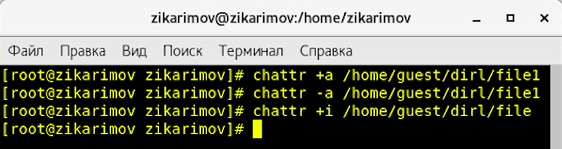 zikarimov@zikarimov:/home/zikarimov
Файл Правка Вид Поиск Терминал Справка
[root@zikarimov zikarimov]# chattr +a /home/guest/dirl/file1
[root@zikarimov zikarimov]# chattr -a /home/guest/dirl/file1
[root@zikarimov zikarimov]# chattr +i /home/guest/dirl/file
[root@zikarimov zikarimov]#